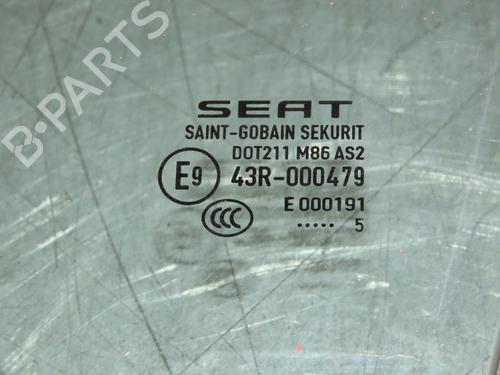 B-PARTS
SEAT
SAINT-GOBAIN SEKURIT
DOT211 M86 AS2
E9 43R-000479
CCC E 000191
..... 5